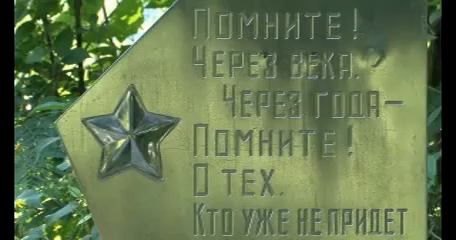 Помните!
Через века.
Через года—
Помните!
О тех.
Кто уже не придет